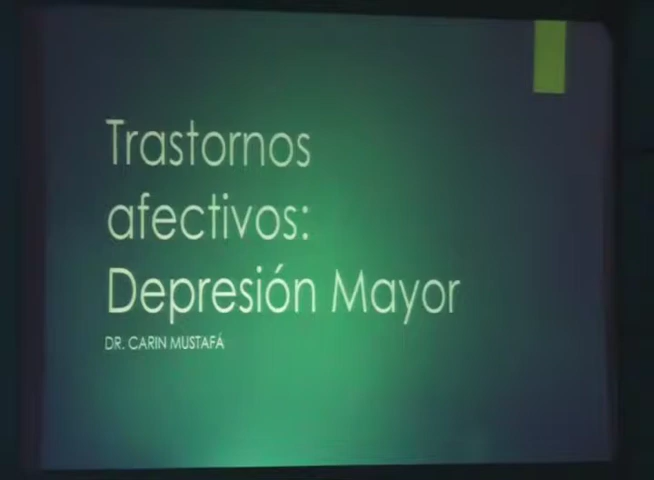 Trastornos
afectivos:
Depresión Mayor
DR. CARIN MUSTAFÁ